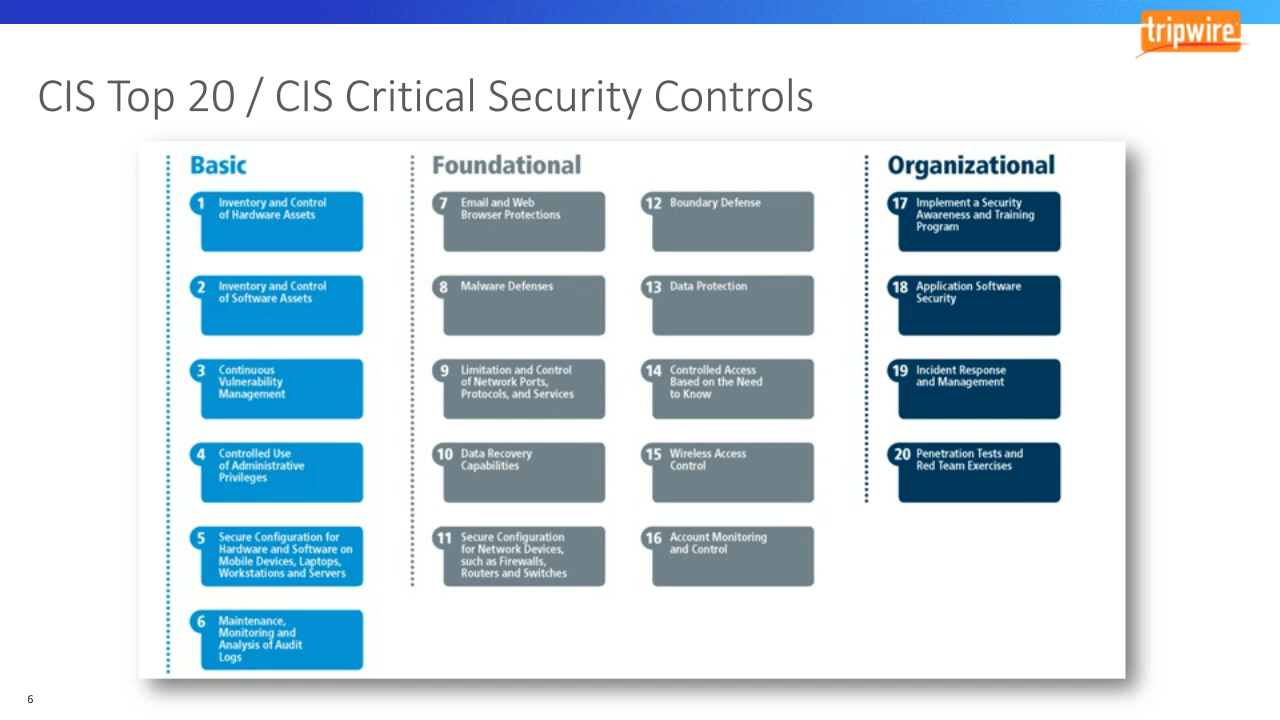 tripwire
CIS Top 20 / CIS Critical Security Controls
Basic
1
Inventory and Control
of Hardware Assets
2
Inventory and Control
of Software Assets
3
Continuous
Vulnerability
Management
4
Controlled Use
of Administrative
Privileges
5
Secure Configuration for
Hardware and Software on
Mobile Devices, Laptops,
Workstations and Servers
6
Maintenance,
Monitoring and
Analysis of Audit
Logs
Foundational
7
Email and Web
Browser Protections
8
Malware Defenses
9
Limitation and Control
of Network Ports,
Protocols, and Services
10
Data Recovery
Capabilities
11
Secure Configuration
for Network Devices,
such as Firewalls,
Routers and Switches
12
Boundary Defense
13
Data Protection
14
Controlled Access
Based on the Need
to Know
15
Wireless Access
Control
16
Account Monitoring
and Control
Organizational
17
Implement a Security
Awareness and Training
Program
18
Application Software
Security
19
Incident Response
and Management
20
Penetration Tests and
Red Team Exercises
6